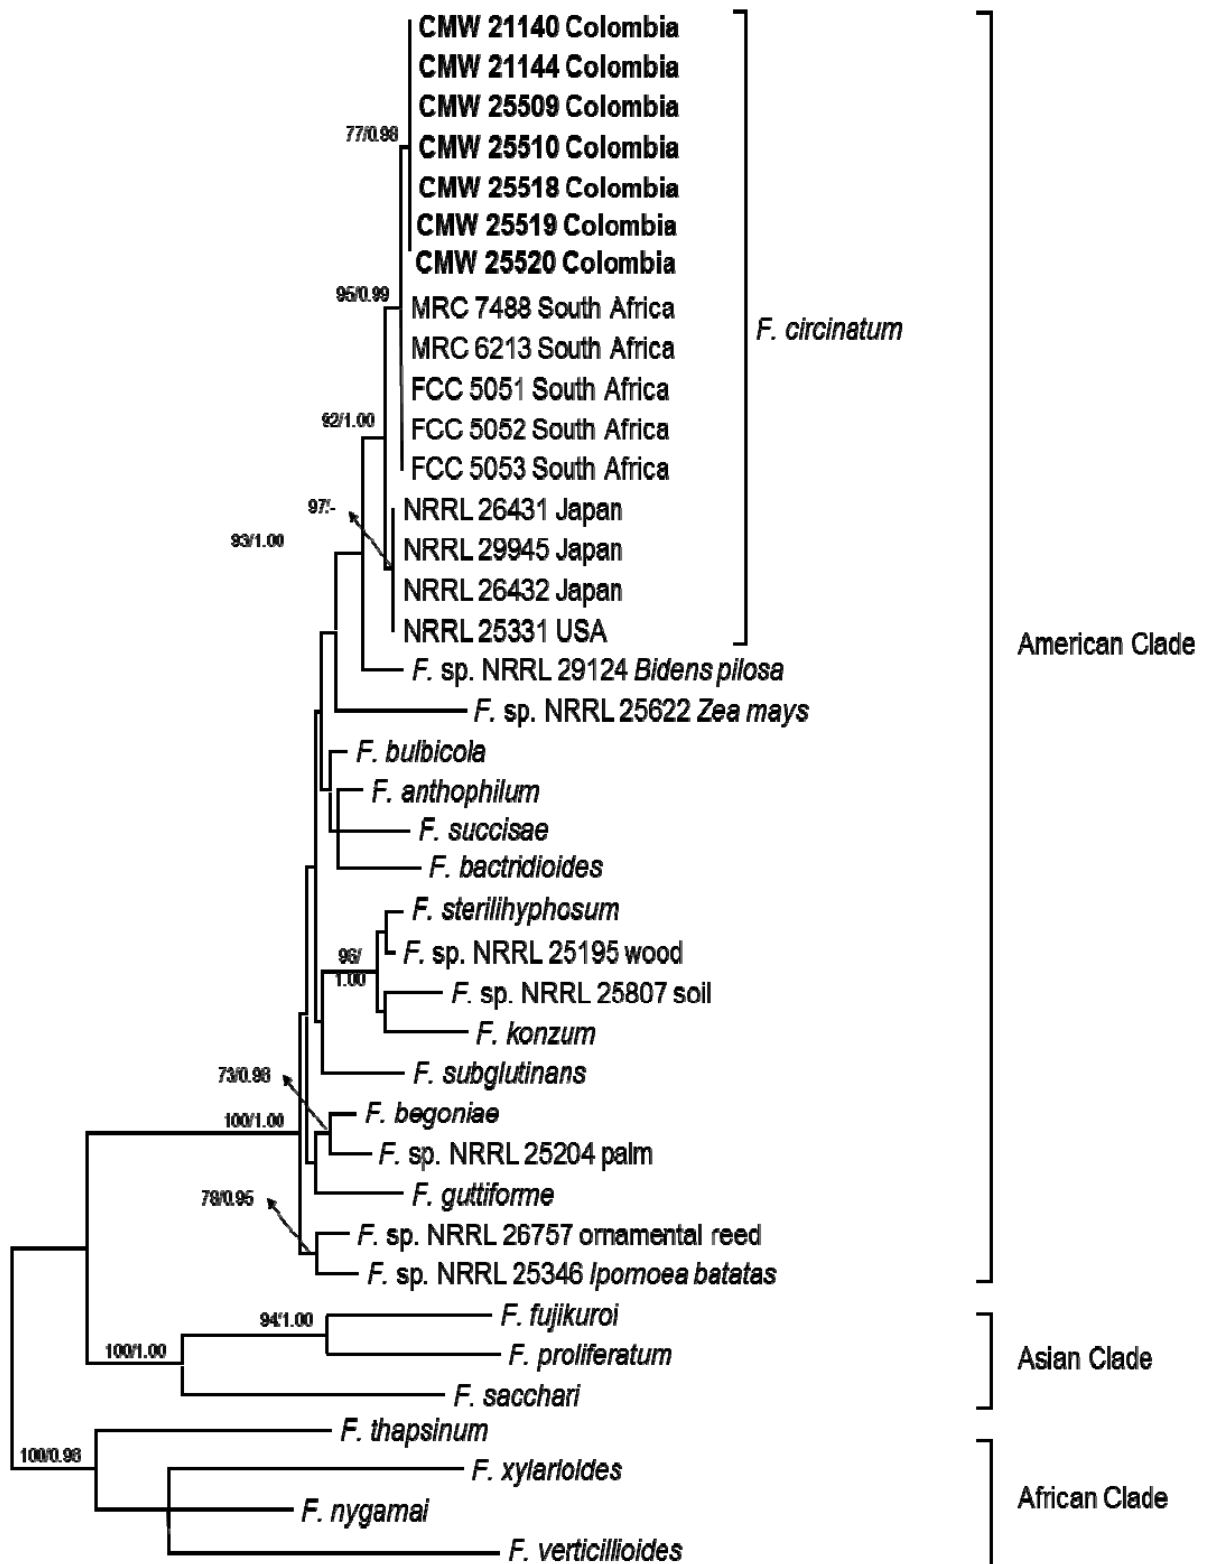 CMW 21140 Colombia
CMW 21144 Colombia
CMW 25509 Colombia
77/0.98
CMW 25510 Colombia
CMW 25518 Colombia
CMW 25519 Colombia
CMW 25520 Colombia
95/0.99
MRC 7488 South Africa
F. circinatum
MRC 6213 South Africa
FCC 5051 South Africa
92/1.00
FCC 5052 South Africa
FCC 5053 South Africa
97/-
NRRL 26431 Japan
93/1.00
NRRL 29945 Japan
NRRL 26432 Japan
NRRL 25331 USA
American Clade
F. sp. NRRL 29124 Bidens pilosa
F. sp. NRRL 25622 Zea mays
F. bulbicola
F. anthophilum
F. succisae
F. bactridioides
F. sterilihyphosum
96/
1.00
F. sp. NRRL 25195 wood
F. sp. NRRL 25807 soil
F. konzum
73/0.98
F. subglutinans
100/1.00
F. begoniae
F. sp. NRRL 25204 palm
78/0.95
F. guttiforme
F. sp. NRRL 26757 ornamental reed
F. sp. NRRL 25346 Ipomoea batatas
94/1.00
F. fujikuroi
100/1.00
F. proliferatum
Asian Clade
F. sacchari
F. thapsinum
100/0.98
F. xylarioides
African Clade
F. nygamai
F. verticillioides